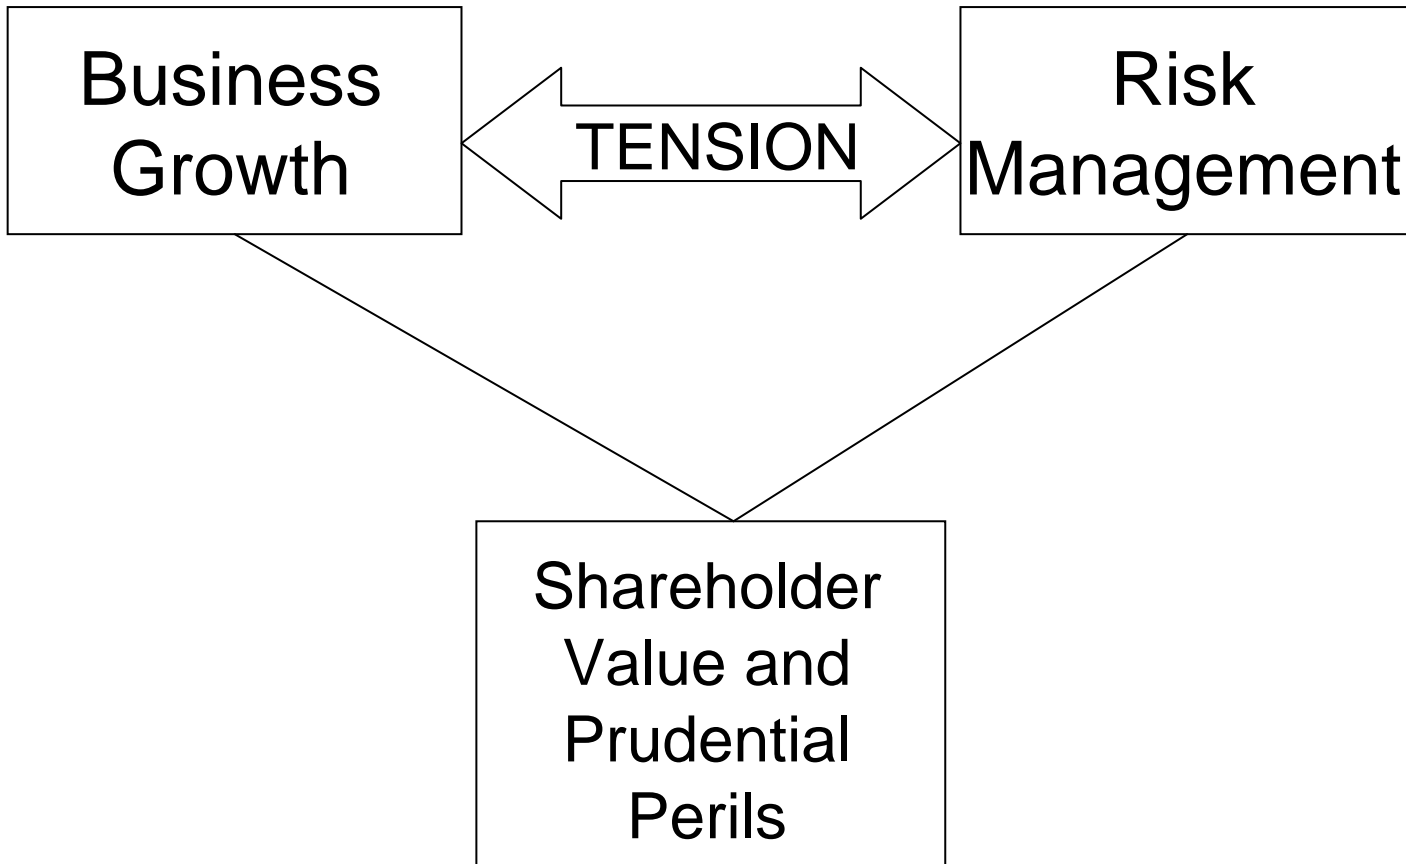 Business
Growth
TENSION
Risk
Management
Shareholder
Value and
Prudential
Perils